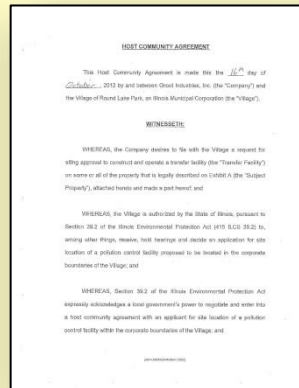 HOST COMMUNITY AGREEMENT
This Host Community Agreement is made this the 16th day of
October, 2012 by and between Groot Industries, Inc. (the "Company") and
the Village of Round Lake Park, an Illinois Municipal Corporation (the "Village").
WITNESSETH:
WHEREAS, the Company desires to file with the Village a request for
siting approval to construct and operate a transfer facility (the "Transfer Facility")
on some or all of the property that is legally described on Exhibit A (the "Subject
Property"), attached hereto and made a part hereof; and
WHEREAS, the Village is authorized by the State of Illinois, pursuant to
Section 39.2 of the Illinois Environmental Protection Act (415 ILCS 39.2) to,
among other things, receive, hold hearings and decide an application for site
location of a pollution control facility proposed to be located in the corporate
boundaries of the Village; and
WHEREAS, Section 39.2 of the Illinois Environmental Protection Act
expressly acknowledges a local government's power to negotiate and enter into
a host community agreement with an applicant for site location of a pollution
control facility within the corporate boundaries of the Village; and